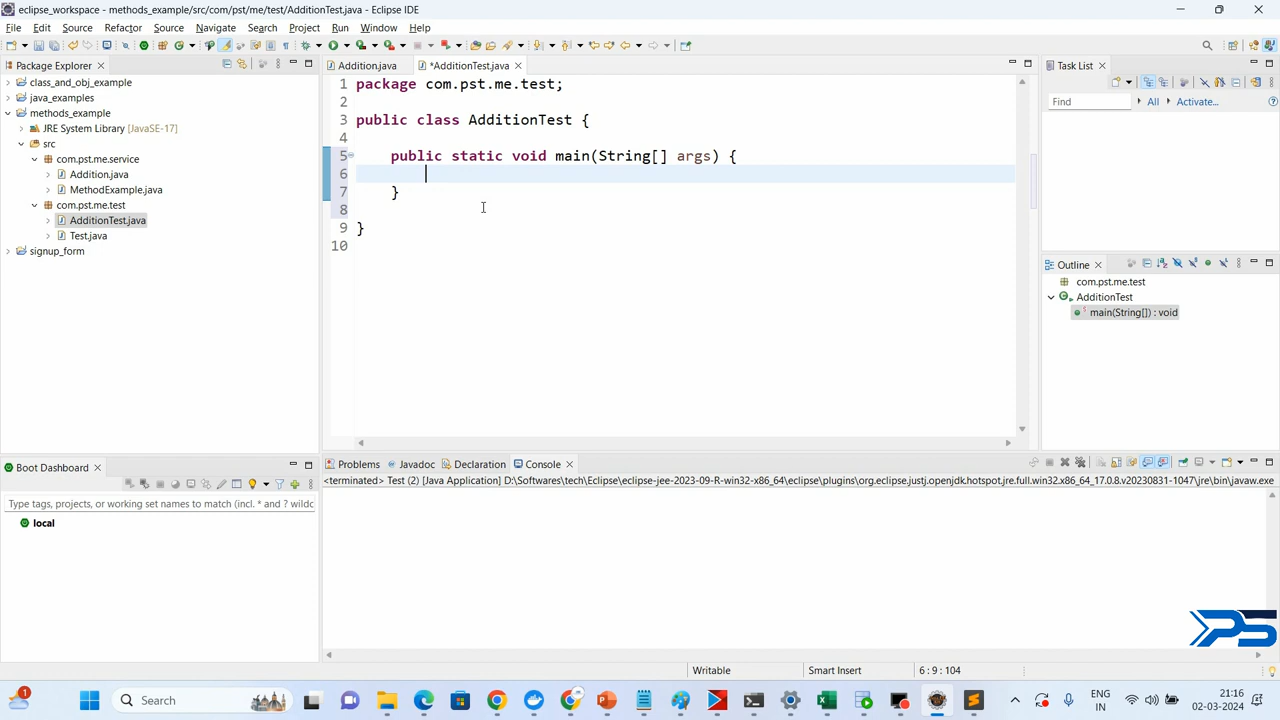 eclipse_workspace - methods_example/src/com/pst/me/test/AdditionTest.java - Eclipse IDE
File Edit Source Refactor Source Navigate Search Project Run Window Help
Package Explorer
class_and_obj_example
java_examples
methods_example
JRE System Library [JavaSE-17]
src
com.pst.me.service
Addition.java
MethodExample.java
com.pst.me.test
AdditionTest.java
Test.java
signup_form
Addition.java *AdditionTest.java
1 package com.pst.me.test;
2
3 public class AdditionTest {
4
5 public static void main(String[] args) {
6
7 }
8
9 }
10
Task List
Find All Activate...
Outline
com.pst.me.test
AdditionTest
main(String[]) : void
Boot Dashboard
Type tags, projects, or working set names to match (incl. * and ? wildc
local
Problems Javadoc Declaration Console
<terminated> Test (2) [Java Application] D:\Softwares\tech\Eclipse\eclipse-jee-2023-09-R-win32-x86_64\eclipse\plugins\org.eclipse.justj.openjdk.hotspot.jre.full.win32.x86_64_17.0.8.v20230831-1047\jre\bin\javaw.exe
PS
Writable Smart Insert 6 : 9 : 104
1
Search
ENG
IN
21:16
02-03-2024